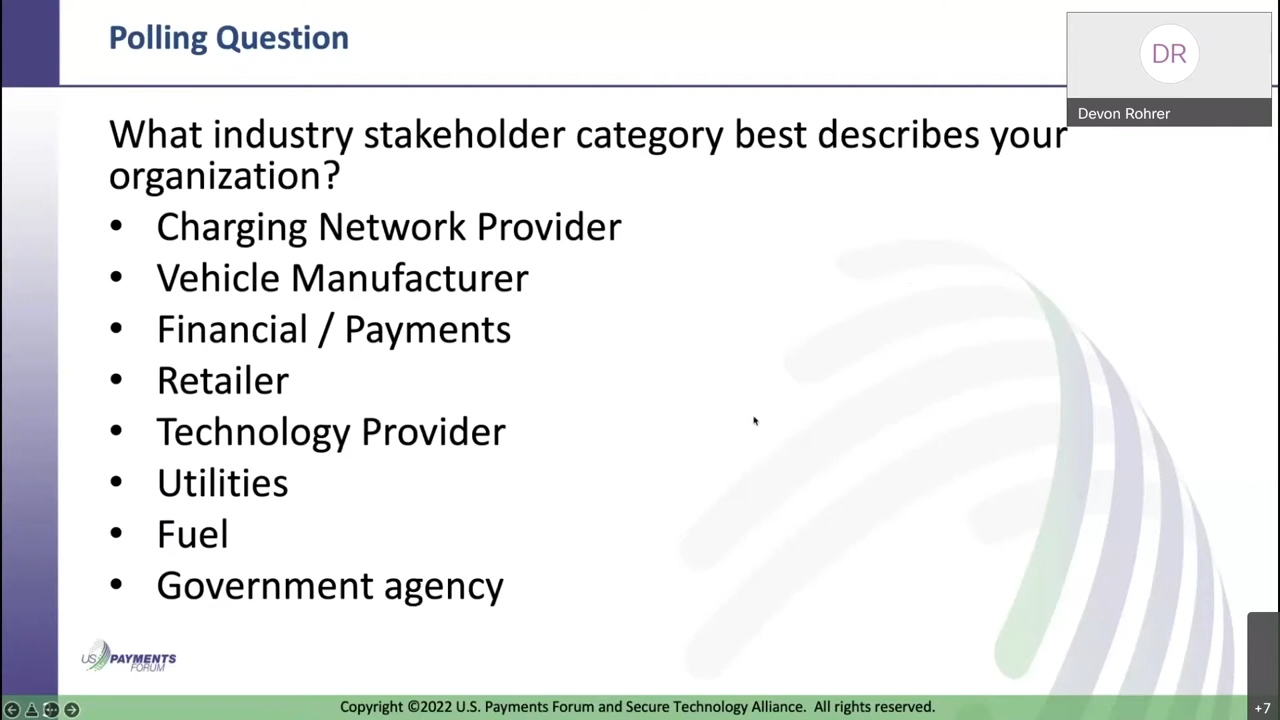 Polling Question
DR
Devon Rohrer
What industry stakeholder category best describes your
organization?
• Charging Network Provider
• Vehicle Manufacturer
• Financial / Payments
• Retailer
• Technology Provider
• Utilities
• Fuel
• Government agency
US PAYMENTS
FORUM
Copyright ©2022 U.S. Payments Forum and Secure Technology Alliance. All rights reserved.
+7